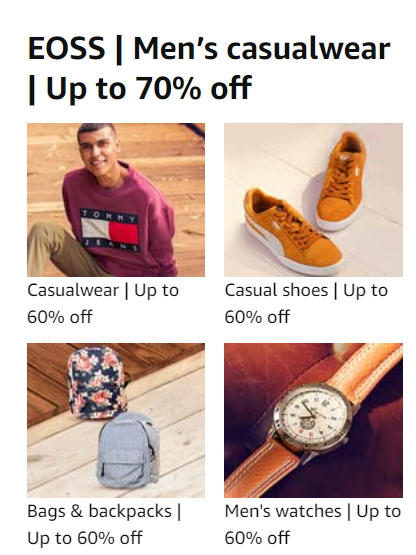 EOSS | Men’s casualwear
| Up to 70% off
TOMMY
JEANS
Casualwear | Up to
60% off
Casual shoes | Up to
60% off
Bags & backpacks |
Up to 60% off
Men's watches | Up to
60% off